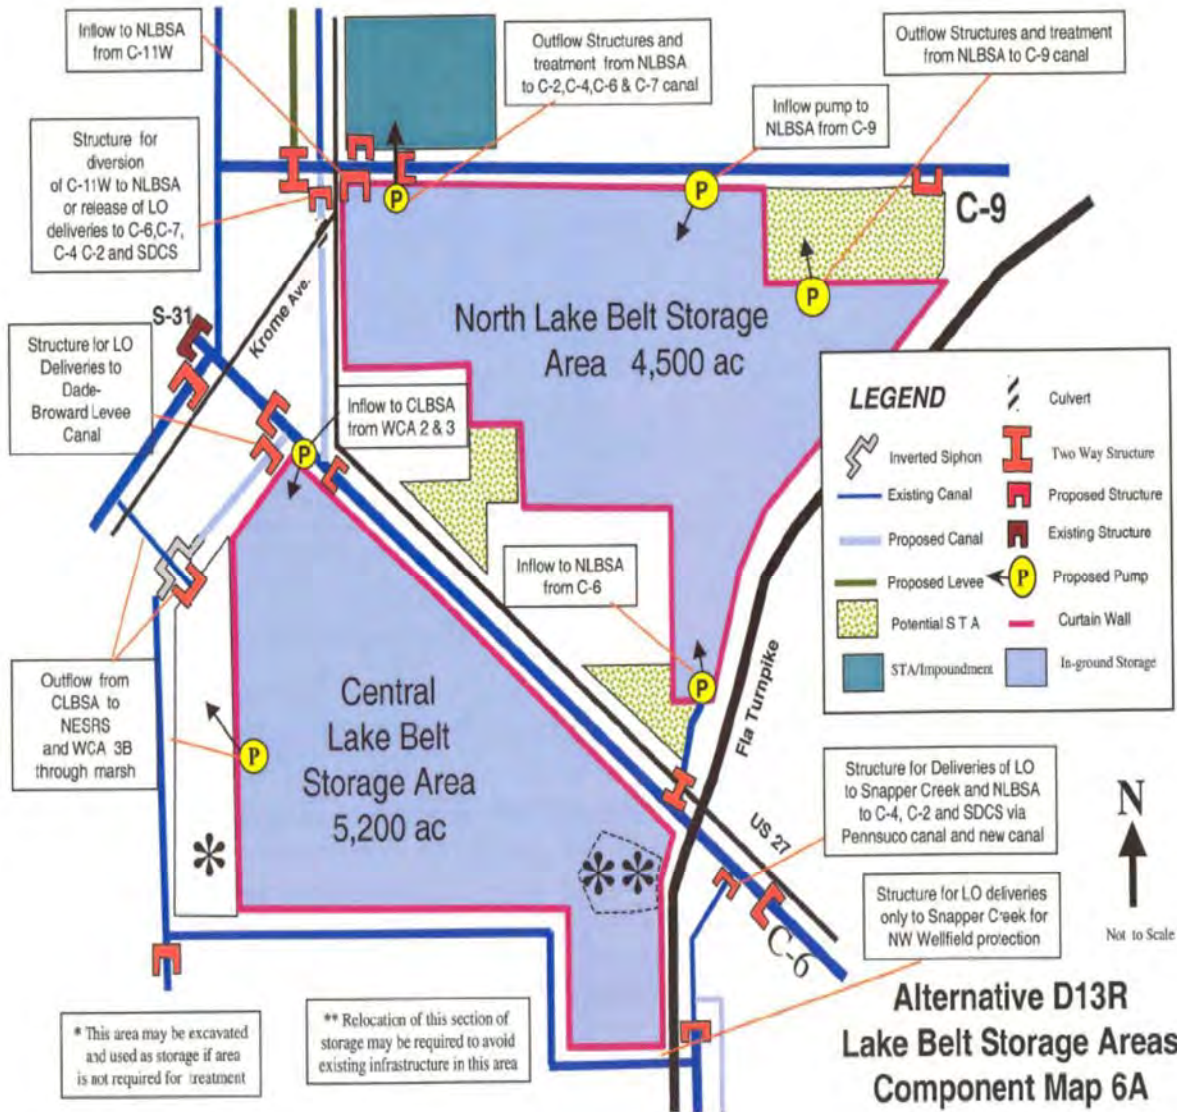 Inflow to NLBSA
from C-11W
Outflow Structures and
treatment from NLBSA
to C-2,C-4,C-6 & C-7 canal
Outflow Structures and treatment
from NLBSA to C-9 canal
Inflow pump to
NLBSA from C-9
Structure for
diversion
of C-11W to NLBSA
or release of LO
deliveries to C-6,C-7,
C-4 C-2 and SDCS
P
P
P
C-9
Krome Ave.
S-31
North Lake Belt Storage
Area 4,500 ac
Structure for LO
Deliveries to
Dade-
Broward Levee
Canal
Inflow to CLBSA
from WCA 2 & 3
P
LEGEND
Culvert
Inverted Siphon
Two Way Structure
Existing Canal
Proposed Structure
Proposed Canal
Existing Structure
Proposed Levee
P
Proposed Pump
Potential S T A
Curtain Wall
STA/Impoundment
In-ground Storage
Inflow to NLBSA
from C-6
P
Outflow from
CLBSA to
NESRS
and WCA 3B
through marsh
P
Central
Lake Belt
Storage Area
5,200 ac
Fla Turnpike
US 27
Structure for Deliveries of LO
to Snapper Creek and NLBSA
to C-4, C-2 and SDCS via
Pennsuco canal and new canal
N
Not to Scale
*
**
Structure for LO deliveries
only to Snapper Creek for
NW Wellfield protection
C-6
* This area may be excavated
and used as storage if area
is not required for treatment
** Relocation of this section of
storage may be required to avoid
existing infrastructure in this area
Alternative D13R
Lake Belt Storage Areas
Component Map 6A